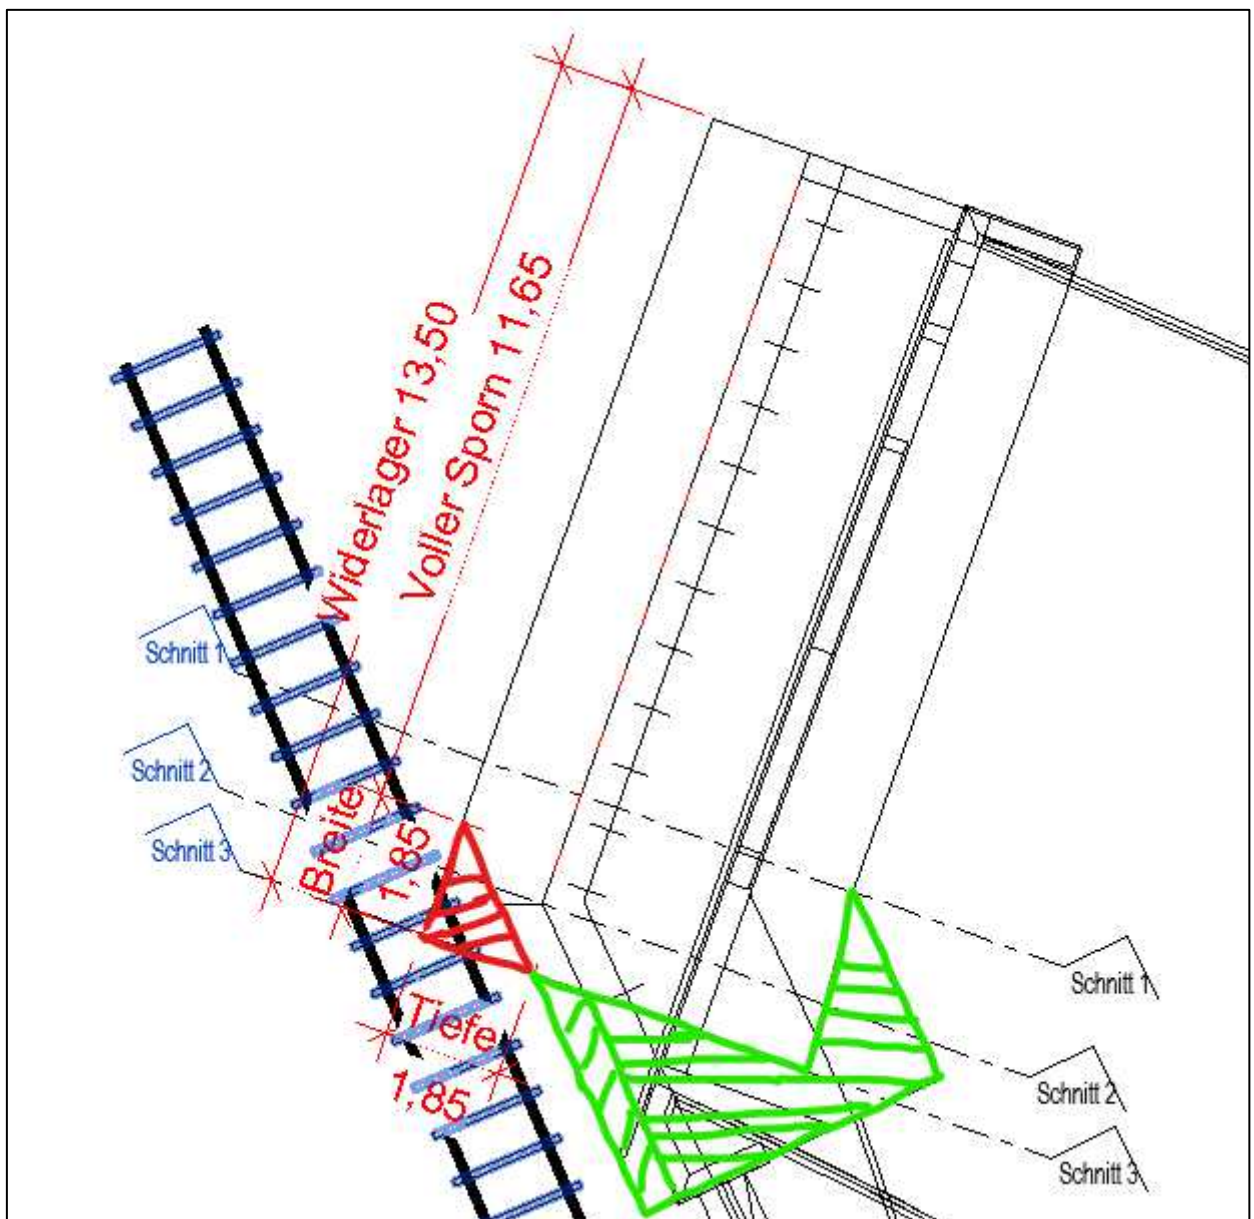 Widerlager 13,50
Voller Sporn 11,65
Schnitt 1
Schnitt 2
Schnitt 3
Breite
1,85
Tiefe
1,85
Schnitt 1
Schnitt 2
Schnitt 3